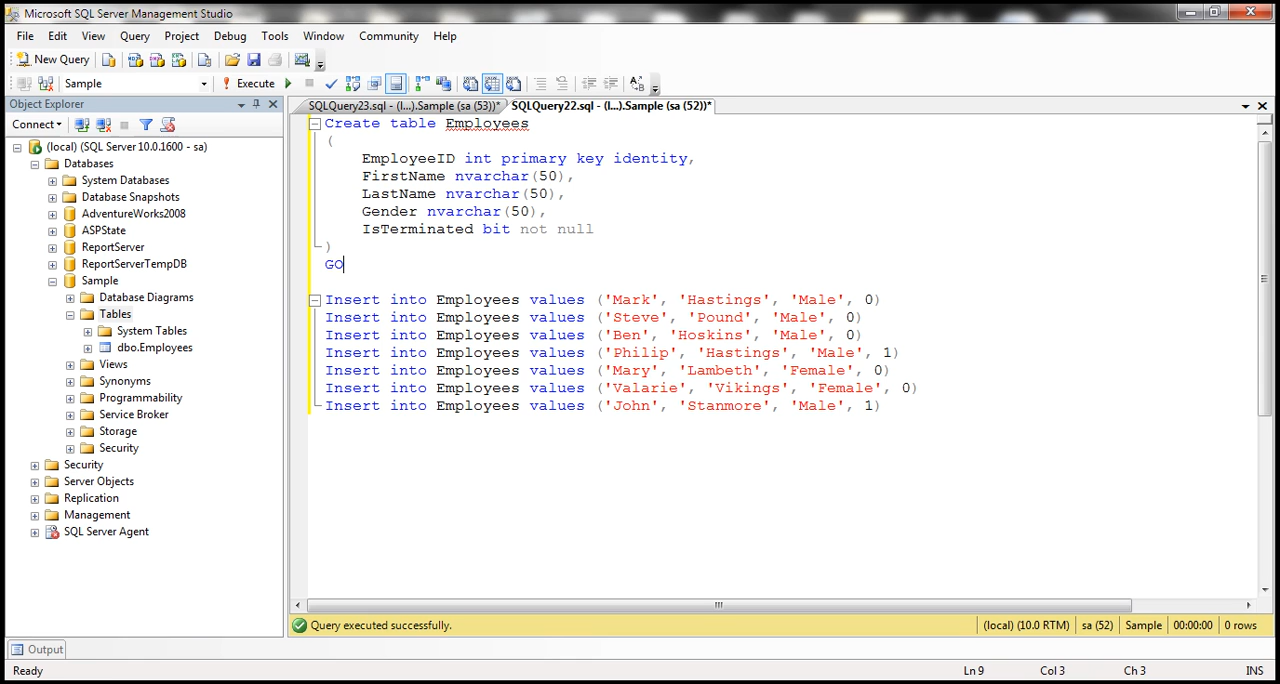 Microsoft SQL Server Management Studio
File Edit View Query Project Debug Tools Window Community Help
New Query
Sample Execute
Object Explorer
SQLQuery23.sql - (l...).Sample (sa (53))* SQLQuery22.sql - (l...).Sample (sa (52))*
Connect
(local) (SQL Server 10.0.1600 - sa)
Databases
System Databases
Database Snapshots
AdventureWorks2008
ASPState
ReportServer
ReportServerTempDB
Sample
Database Diagrams
Tables
System Tables
dbo.Employees
Views
Synonyms
Programmability
Service Broker
Storage
Security
Security
Server Objects
Replication
Management
SQL Server Agent
Create table Employees
(
EmployeeID int primary key identity,
FirstName nvarchar(50),
LastName nvarchar(50),
Gender nvarchar(50),
IsTerminated bit not null
)
GO
Insert into Employees values ('Mark', 'Hastings', 'Male', 0)
Insert into Employees values ('Steve', 'Pound', 'Male', 0)
Insert into Employees values ('Ben', 'Hoskins', 'Male', 0)
Insert into Employees values ('Philip', 'Hastings', 'Male', 1)
Insert into Employees values ('Mary', 'Lambeth', 'Female', 0)
Insert into Employees values ('Valarie', 'Vikings', 'Female', 0)
Insert into Employees values ('John', 'Stanmore', 'Male', 1)
Query executed successfully. (local) (10.0 RTM) sa (52) Sample 00:00:00 0 rows
Output
Ready Ln 9 Col 3 Ch 3 INS